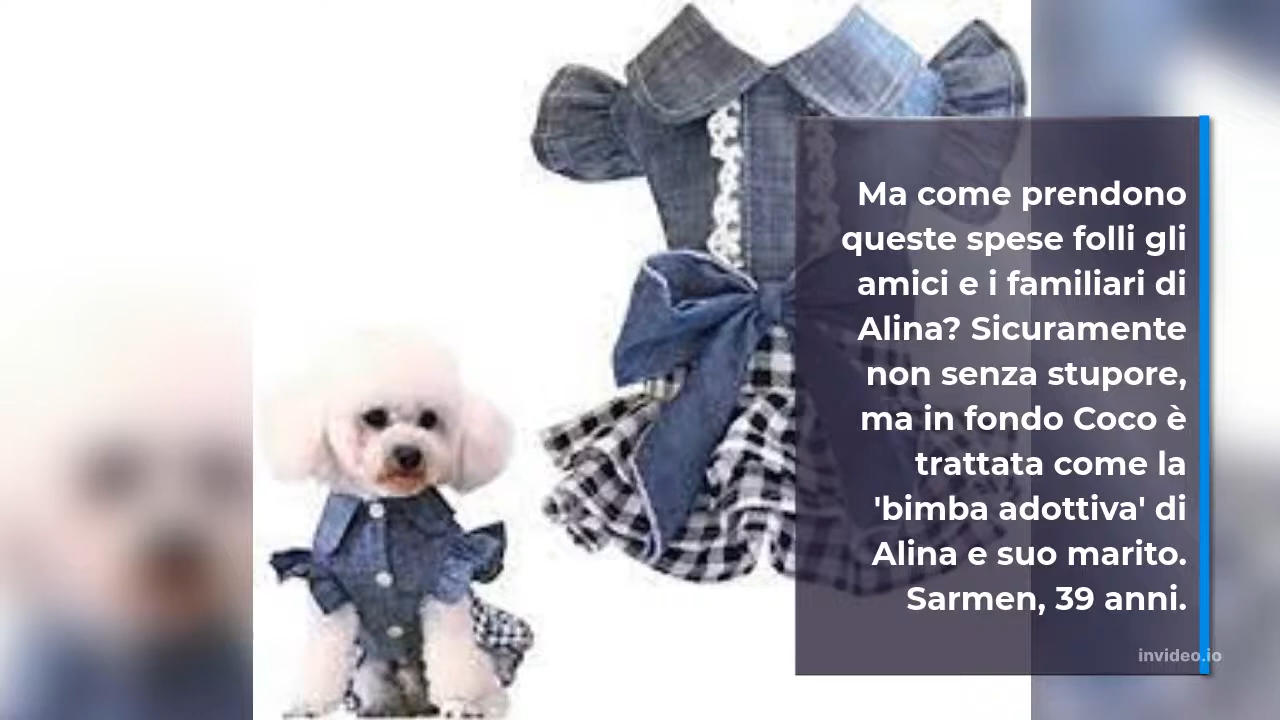 Ma come prendono
queste spese folli gli
amici e i familiari di
Alina? Sicuramente
non senza stupore,
ma in fondo Coco è
trattata come la
'bimba adottiva' di
Alina e suo marito.
Sarmen, 39 anni.
invideo.io